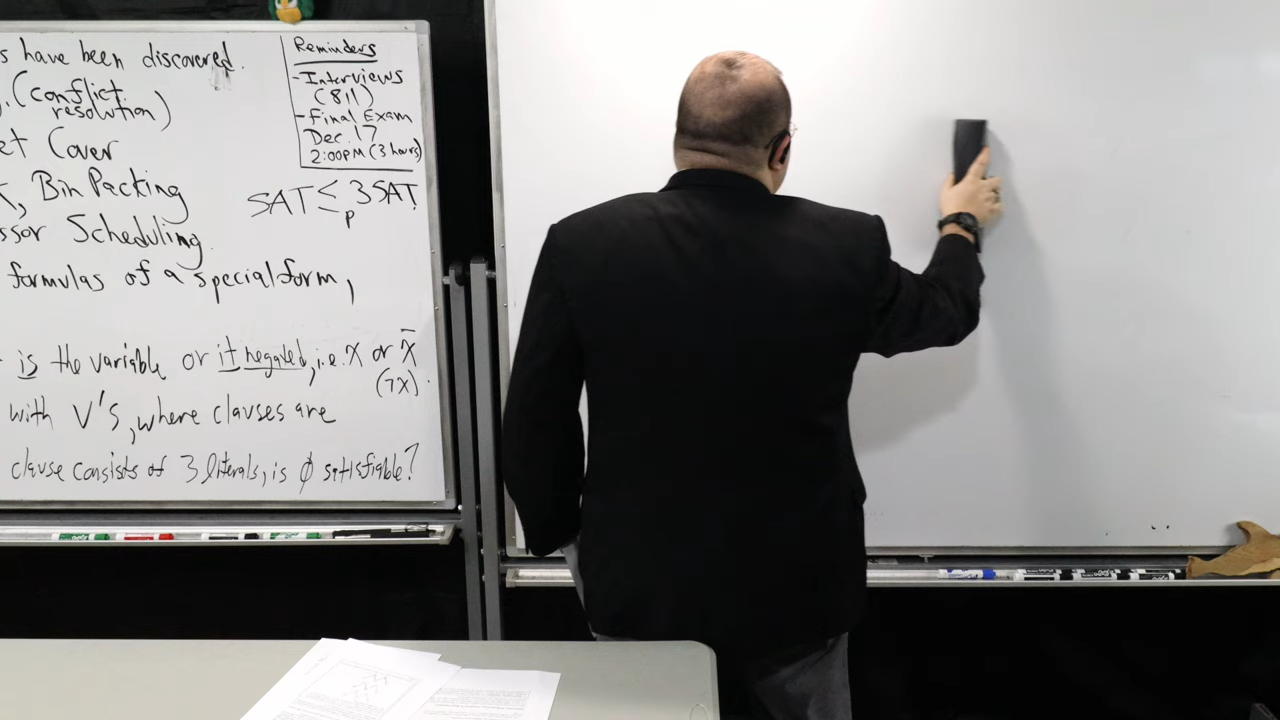 s have been discovered.
. (conflict
resolution)
et Cover
, Bin Packing
ssor Scheduling.
formulas of a special form,
is the variable or it negated, i.e. X or X̄
(¬X).
with V's, where clauses are
clause consists of 3 literals, is ϕ satisfiable?
Reminders
- Interviews
(811)
- Final Exam
Dec. 17
2:00PM (3 hours)
SAT ≤p 3SAT.